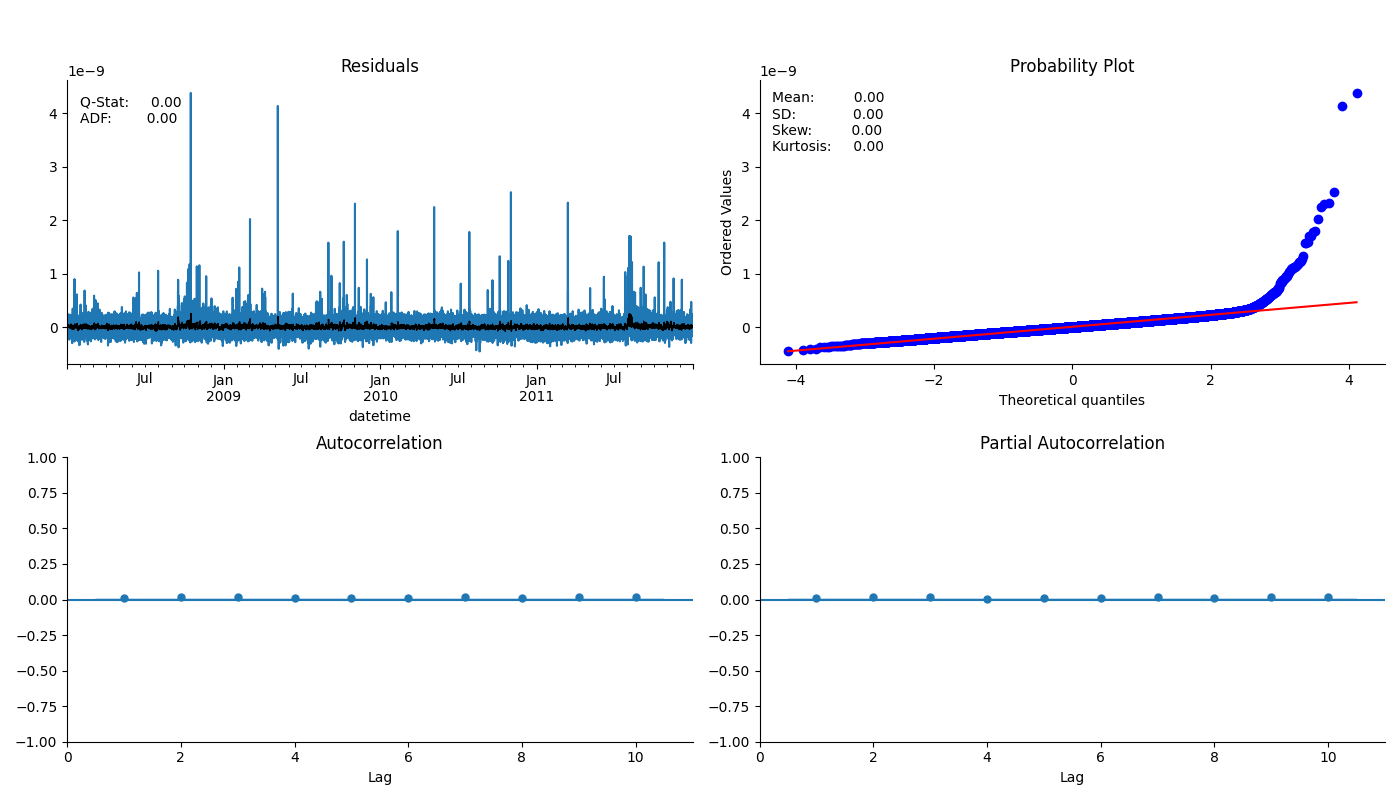 Residuals
1e−9
Q-Stat: 0.00
ADF: 0.00
4
3
2
1
0
Jul
Jan
2009
Jul
Jan
2010
Jul
Jan
2011
Jul
datetime
Probability Plot
1e−9
Mean: 0.00
SD: 0.00
Skew: 0.00
Kurtosis: 0.00
Ordered Values
4
3
2
1
0
−4 −2 0 2 4
Theoretical quantiles
Autocorrelation
1.00
0.75
0.50
0.25
0.00
−0.25
−0.50
−0.75
−1.00
0 2 4 6 8 10
Lag
Partial Autocorrelation
1.00
0.75
0.50
0.25
0.00
−0.25
−0.50
−0.75
−1.00
0 2 4 6 8 10
Lag